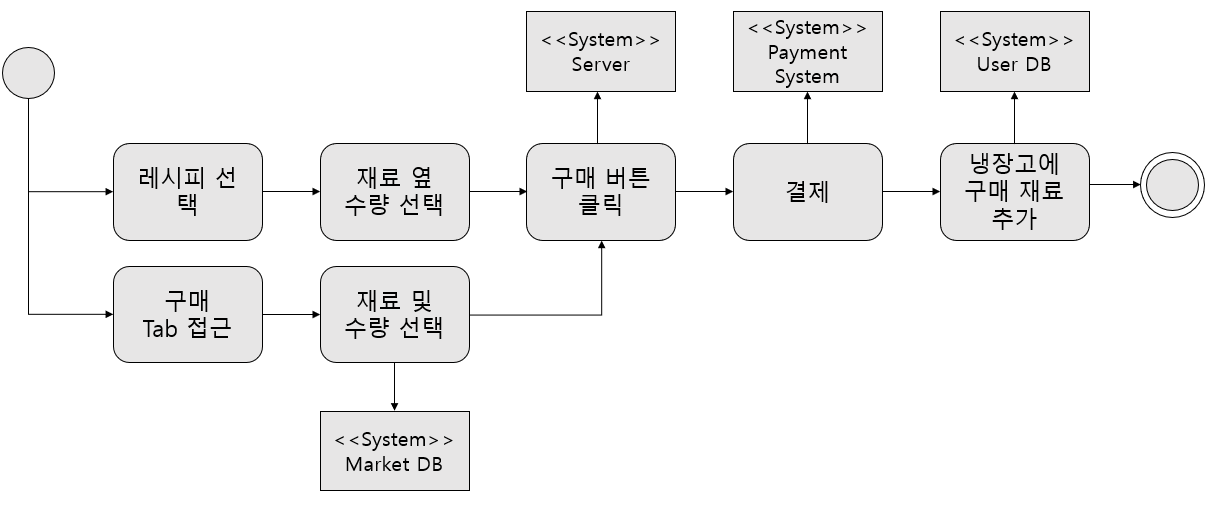 <<System>>
Server
<<System>>
Payment
System
<<System>>
User DB
레시피 선
택
재료 옆
수량 선택
구매 버튼
클릭
결제
냉장고에
구매 재료
추가
구매
Tab 접근
재료 및
수량 선택
<<System>>
Market DB